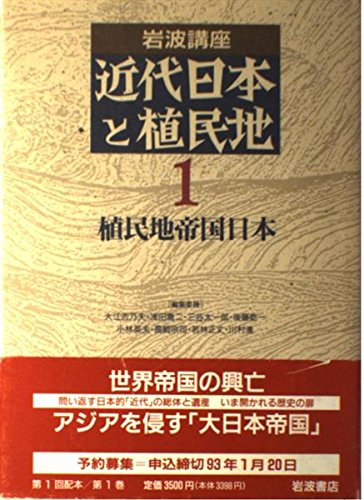 岩波講座
近代日本
と植民地
1
植民地帝国日本
［編集委員］
大江志乃夫・浅田喬二・三谷太一郎・後藤乾一
小林英夫・高崎宗司・若林正丈・川村湊
世界帝国の興亡
問い返す日本的「近代」の総体と遺産 いま開かれる歴史の扉
アジアを侵す「大日本帝国」
予約募集＝申込締切93年1月20日
第1回配本／第1巻 定価3500円(本体3398円) 岩波書店